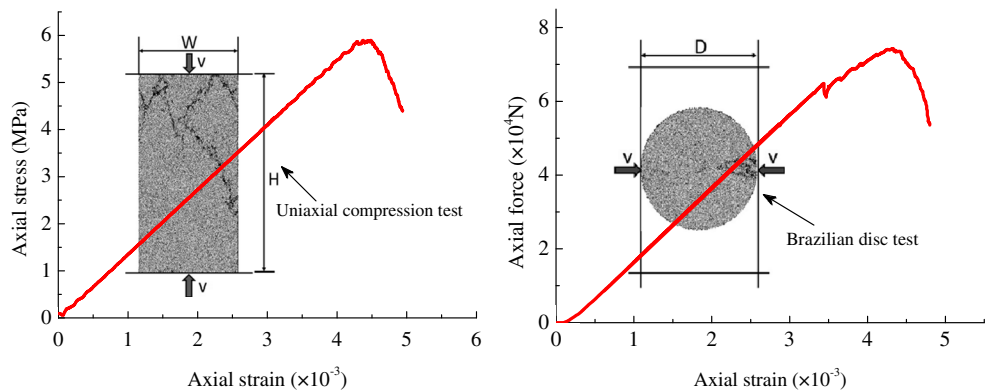 Axial stress (MPa)
6
5
4
3
2
1
0
W
v
H
Uniaxial compression test
v
0 1 2 3 4 5 6
Axial strain (×10⁻³)
Axial force (×10⁴N)
8
6
4
2
0
D
v
v
Brazilian disc test
0 1 2 3 4 5
Axial strain (×10⁻³)